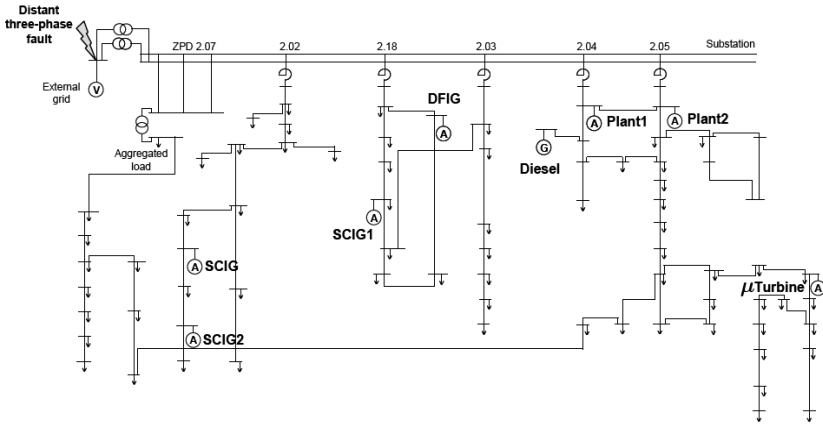 Distant
three-phase
fault
ZPD 2.07
2.02
2.18
2.03
2.04
2.05
Substation
External
grid
V
DFIG
A
A
Plant1
A
Plant2
Aggregated
load
G
Diesel
A
SCIG1
A
SCIG
μTurbine
A
A
SCIG2